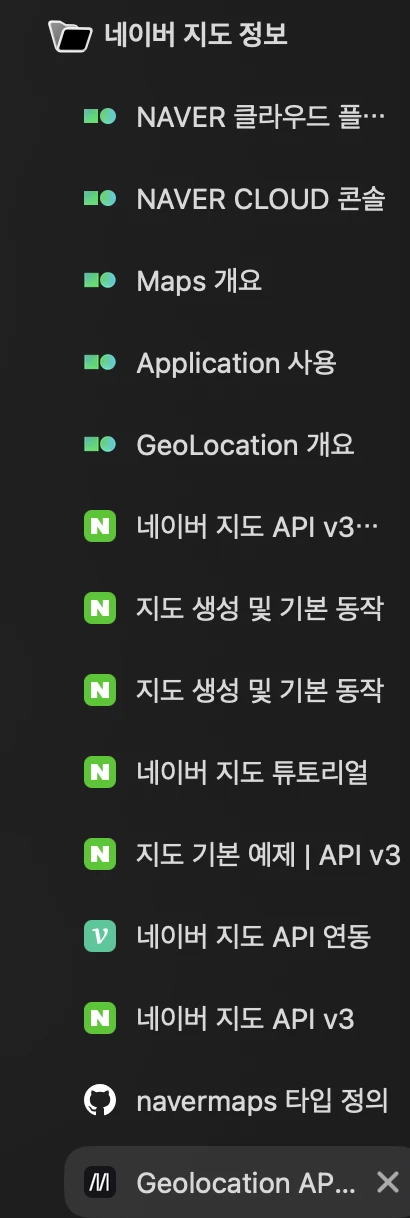 네이버 지도 정보
NAVER 클라우드 플…
NAVER CLOUD 콘솔
Maps 개요
Application 사용
GeoLocation 개요
네이버 지도 API v3…
지도 생성 및 기본 동작
지도 생성 및 기본 동작
네이버 지도 튜토리얼
지도 기본 예제 | API v3
네이버 지도 API 연동
네이버 지도 API v3
navermaps 타입 정의
Geolocation AP...